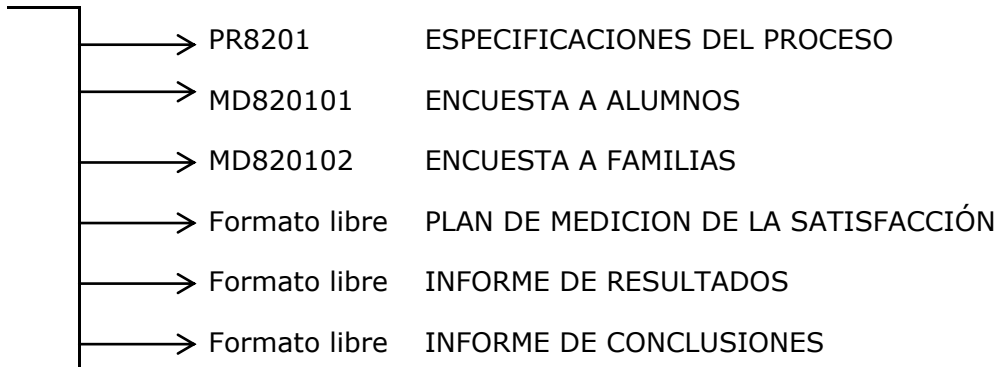 PR8201 ESPECIFICACIONES DEL PROCESO
MD820101 ENCUESTA A ALUMNOS
MD820102 ENCUESTA A FAMILIAS
Formato libre PLAN DE MEDICION DE LA SATISFACCIÓN
Formato libre INFORME DE RESULTADOS
Formato libre INFORME DE CONCLUSIONES